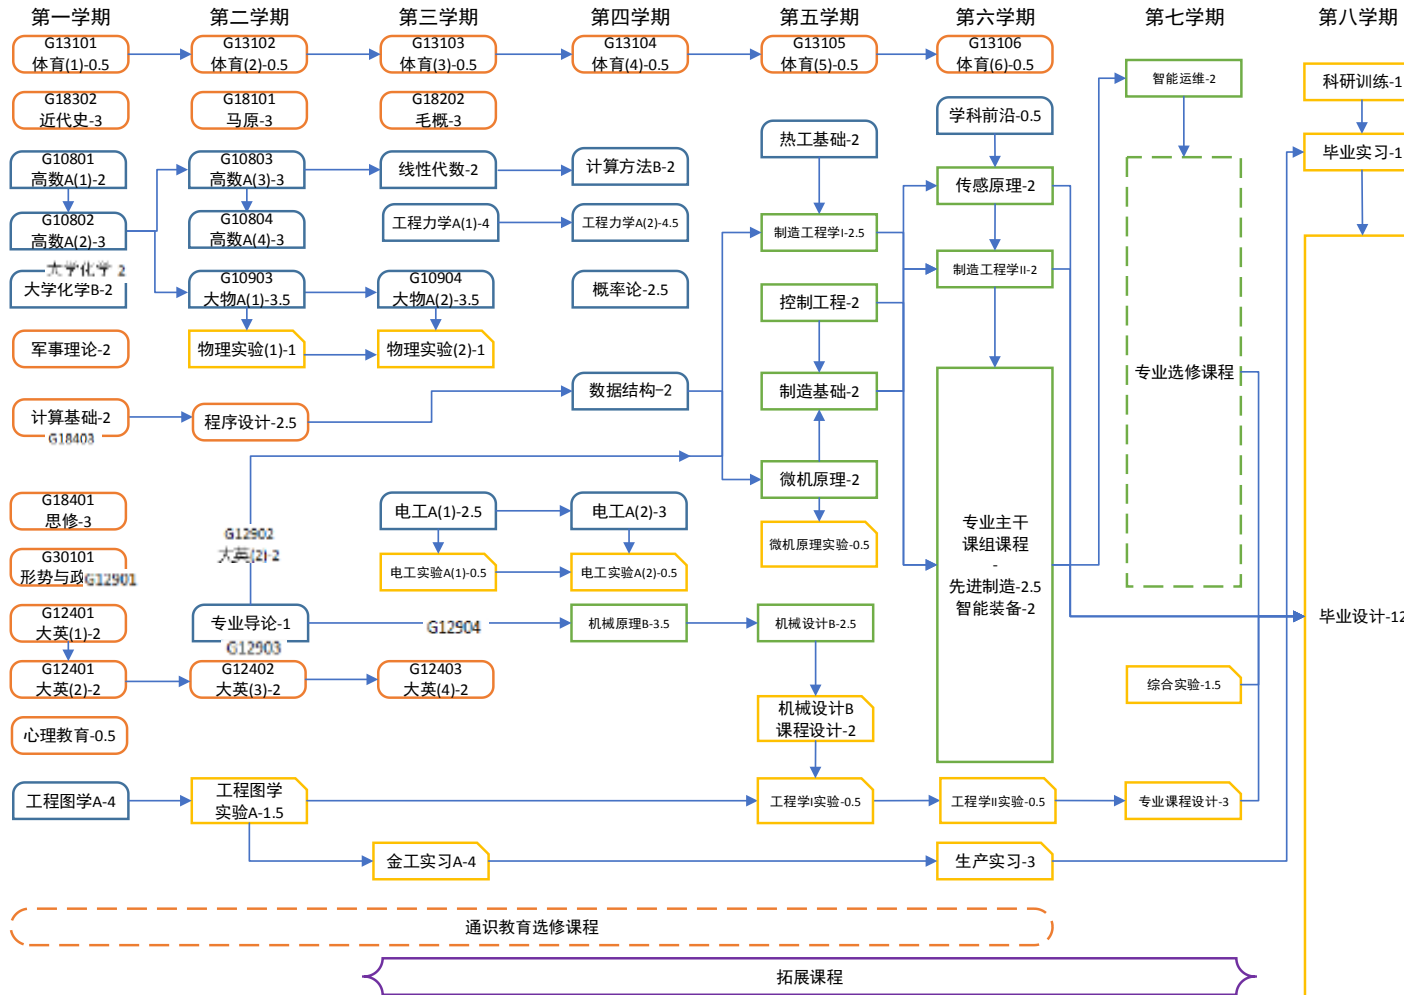 第一学期
第二学期
第三学期
第四学期
第五学期
第六学期
第七学期
第八学期
G13101
体育(1)-0.5
G13102
体育(2)-0.5
G13103
体育(3)-0.5
G13104
体育(4)-0.5
G13105
体育(5)-0.5
G13106
体育(6)-0.5
智能运维-2
科研训练-1
G18302
近代史-3
G18101
马原-3
G18202
毛概-3
热工基础-2
学科前沿-0.5
毕业实习-1
G10801
高数A(1)-2
G10803
高数A(3)-3
线性代数-2
计算方法B-2
传感原理-2
G10802
高数A(2)-3
G10804
高数A(4)-3
工程力学A(1)-4
工程力学A(2)-4.5
制造工程学I-2.5
制造工程学II-2
大学化学 2
大学化学B-2
G10903
大物A(1)-3.5
G10904
大物A(2)-3.5
概率论-2.5
控制工程-2
军事理论-2
物理实验(1)-1
物理实验(2)-1
数据结构-2
制造基础-2
专业选修课程
计算基础-2
G18403
程序设计-2.5
微机原理-2
G18401
思修-3
G12902
大英(2)-2
电工A(1)-2.5
电工A(2)-3
微机原理实验-0.5
专业主干
课组课程
-
先进制造-2.5
智能装备-2
G30101
形势与政
G12901
电工实验A(1)-0.5
电工实验A(2)-0.5
G12401
大英(1)-2
专业导论-1
G12903
G12904
机械原理B-3.5
机械设计B-2.5
毕业设计-12
G12401
大英(2)-2
G12402
大英(3)-2
G12403
大英(4)-2
综合实验-1.5
机械设计B
课程设计-2
心理教育-0.5
工程图学A-4
工程图学
实验A-1.5
工程学I实验-0.5
工程学II实验-0.5
专业课程设计-3
金工实习A-4
生产实习-3
通识教育选修课程
拓展课程